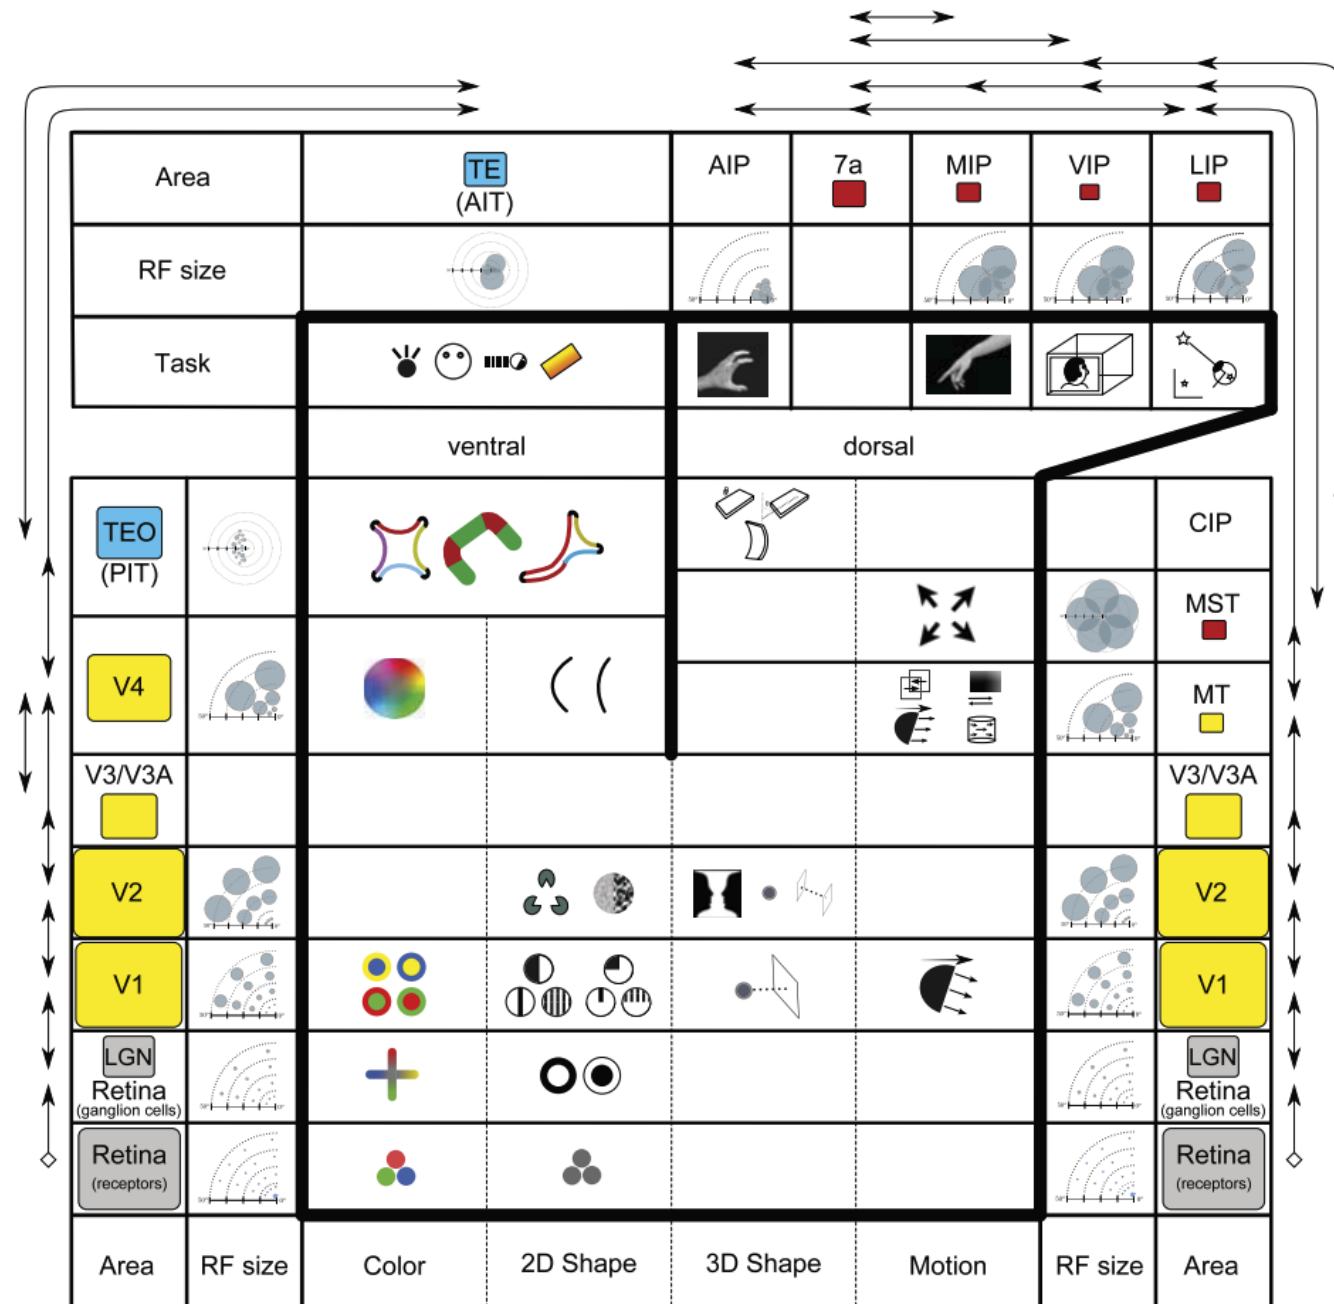 Area
TE
(AIT)
AIP
7a
MIP
VIP
LIP
RF size
Task
ventral
dorsal
TEO
(PIT)
CIP
MST
V4
MT
V3/V3A
V3/V3A
V2
V2
V1
V1
LGN
Retina
(ganglion cells)
LGN
Retina
(ganglion cells)
Retina
(receptors)
Retina
(receptors)
Area
RF size
Color
2D Shape
3D Shape
Motion
RF size
Area